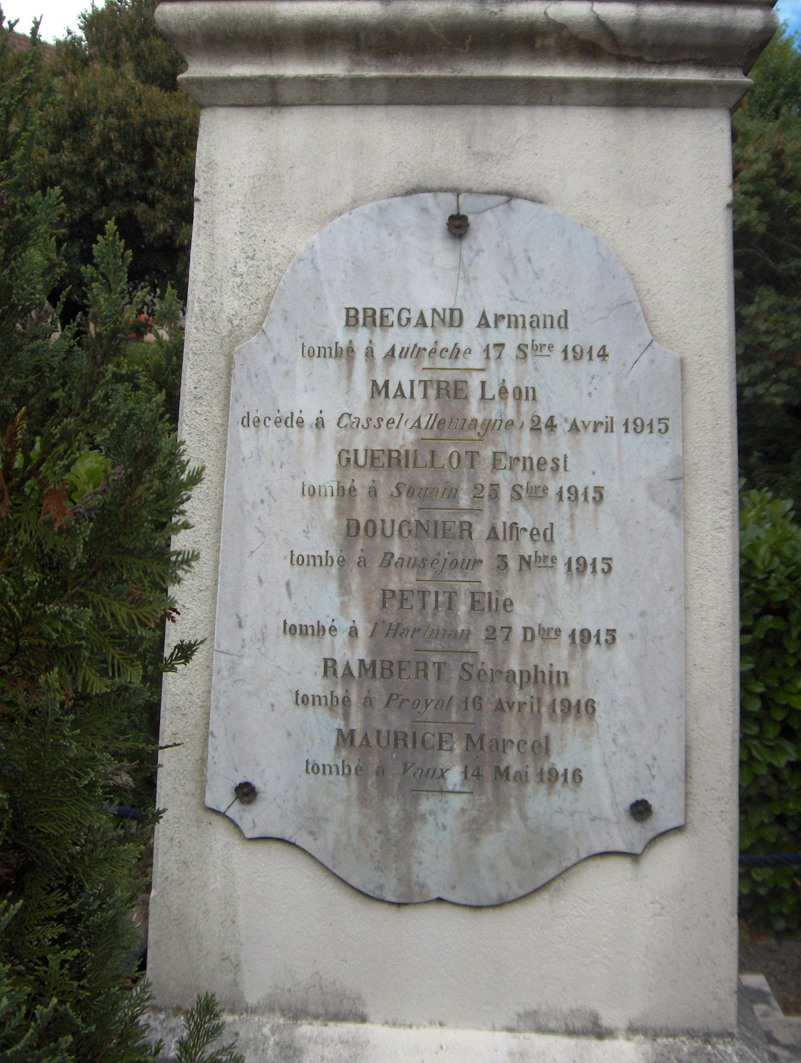 BREGAND Armand
tombé à Autrêche 17 Sbre 1914
MAITRE Léon
décédé à Cassel (Allemagne) 24 Avril 1915
GUERILLOT Ernest
tombé à Souain 25 Sbre 1915
DOUGNIER Alfred
tombé à Bauséjour 3 Nbre 1915
PETIT Elie
tombé à l'Hartman 27 Dbre 1915
RAMBERT Séraphin
tombé à Proyat 16 Avril 1916
MAURICE Marcel
tombé à Vaux 14 Mai 1916